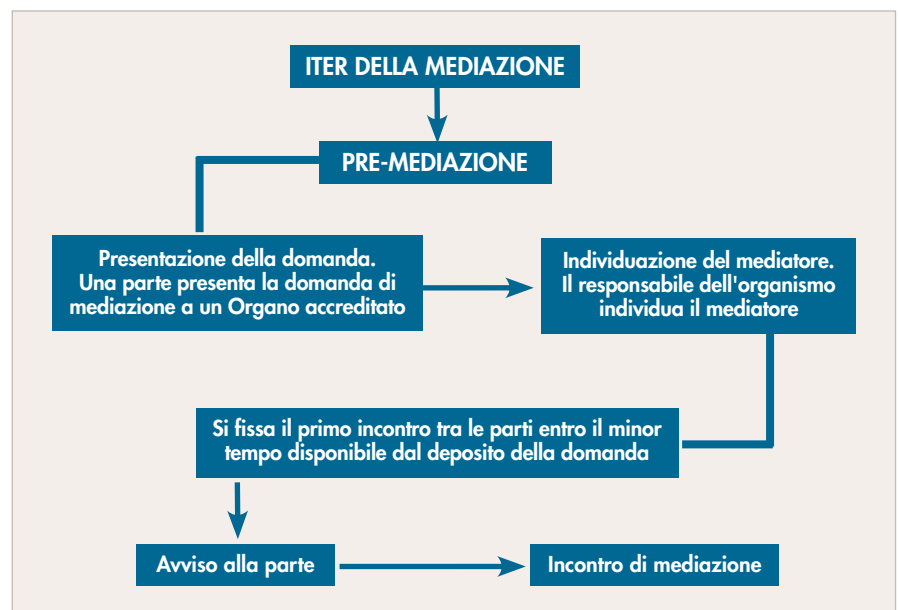 ITER DELLA MEDIAZIONE
PRE-MEDIAZIONE
Presentazione della domanda.
Una parte presenta la domanda di
mediazione a un Organo accreditato
Individuazione del mediatore.
Il responsabile dell'organismo
individua il mediatore
Si fissa il primo incontro tra le parti entro il minor
tempo disponibile dal deposito della domanda
Avviso alla parte
Incontro di mediazione